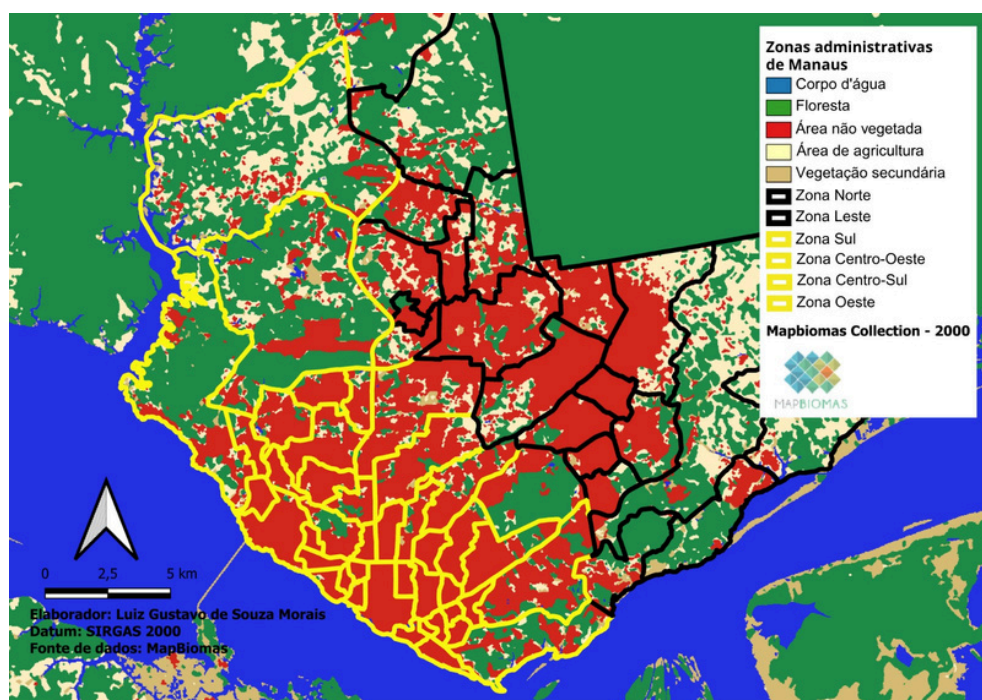 Zonas administrativas
de Manaus
Corpo d'água
Floresta
Área não vegetada
Área de agricultura
Vegetação secundária
Zona Norte
Zona Leste
Zona Sul
Zona Centro-Oeste
Zona Centro-Sul
Zona Oeste
Mapbiomas Collection - 2000
MAPBIOMAS
0 2,5 5 km
Elaborador: Luiz Gustavo de Souza Morais
Datum: SIRGAS 2000
Fonte de dados: MapBiomas